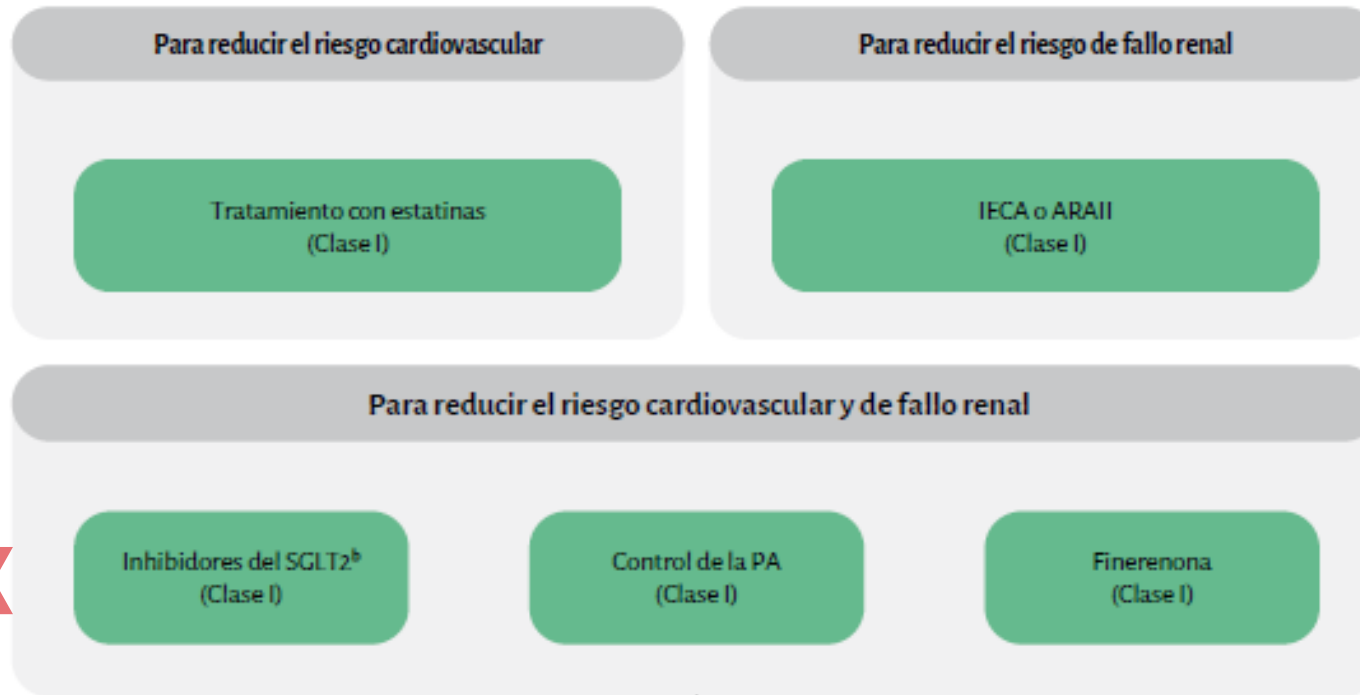 Para reducir el riesgo cardiovascular
Para reducir el riesgo de fallo renal
Tratamiento con estatinas
(Clase I)
IECA o ARAII
(Clase I)
Para reducir el riesgo cardiovascular y de fallo renal
Inhibidores del SGLT2ᵇ
(Clase I)
Control de la PA
(Clase I)
Finerenona
(Clase I)